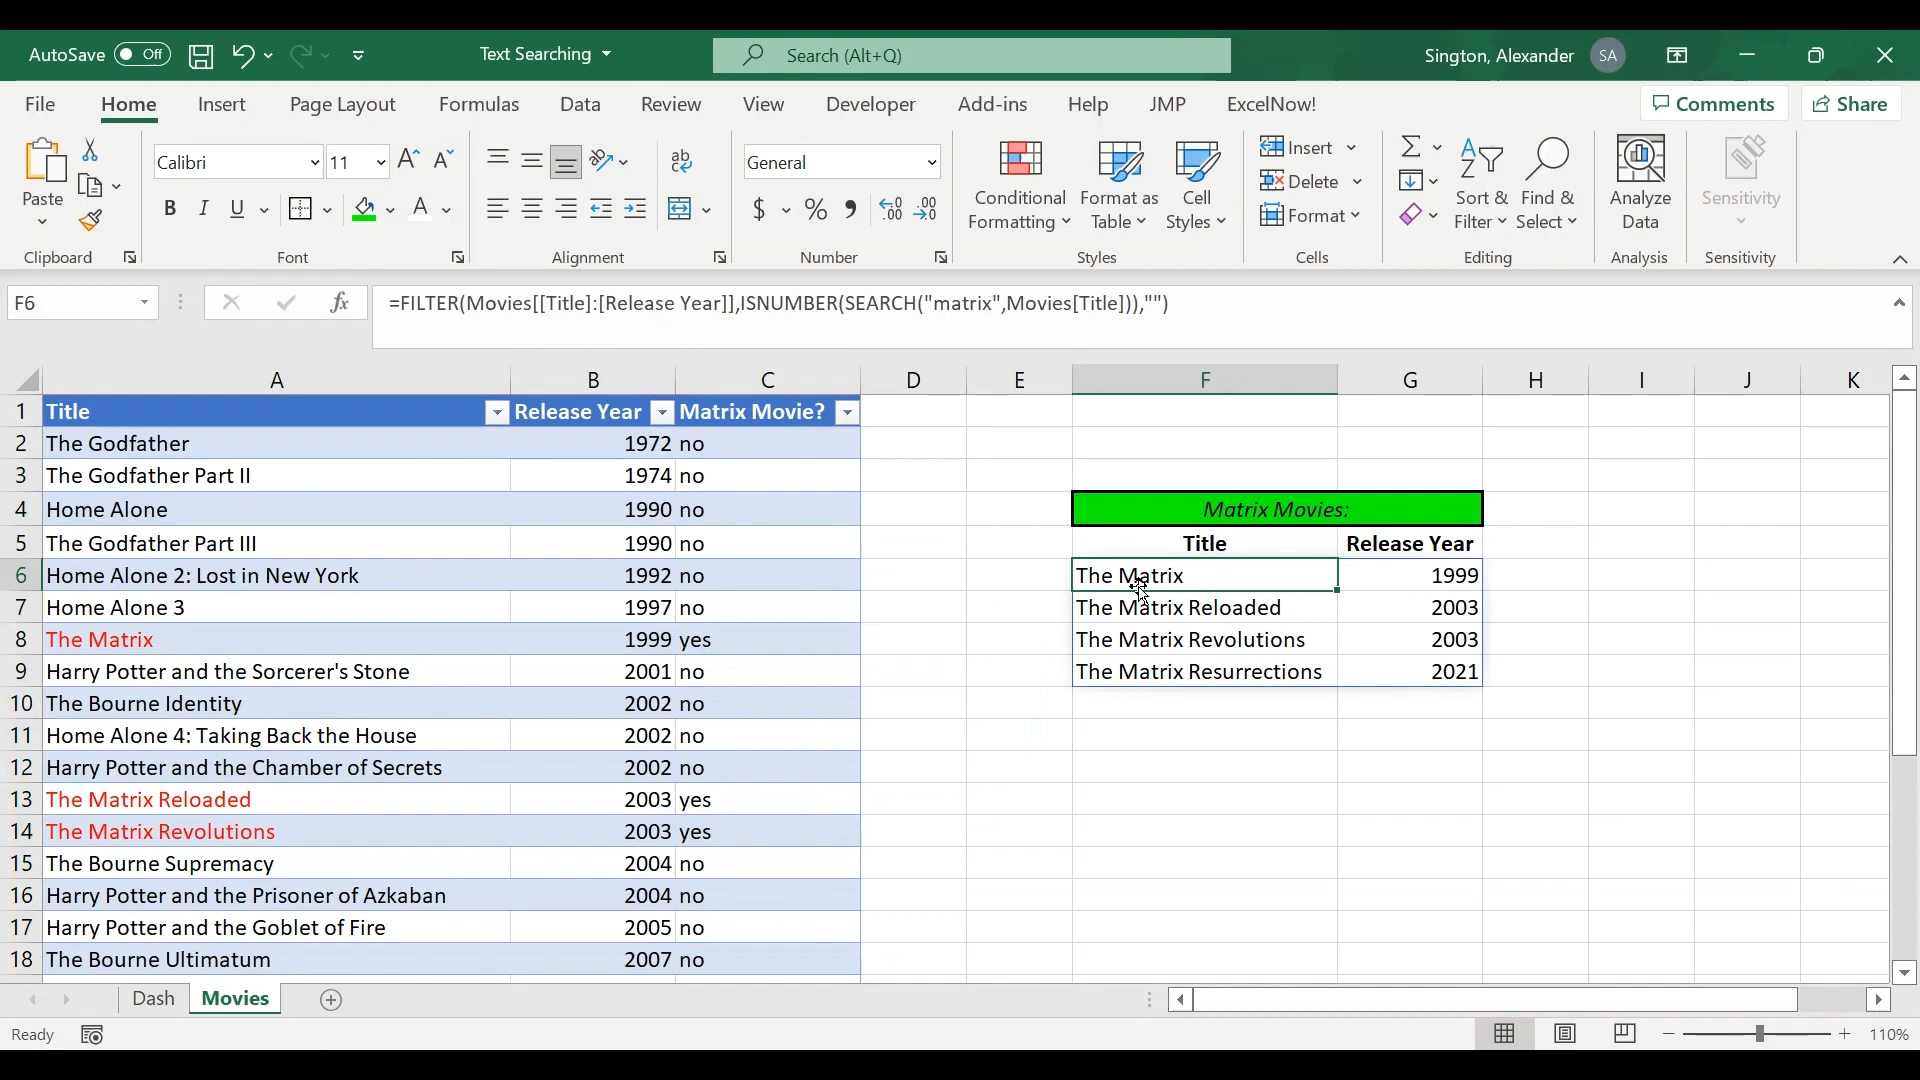 AutoSave Off Text Searching Search (Alt+Q) Sington, Alexander SA
File Home Insert Page Layout Formulas Data Review View Developer Add-ins Help JMP ExcelNow! Comments Share
Paste
Calibri 11
B I U
A
ab
General
$ %
Conditional Formatting
Format as Table
Cell Styles
Insert
Delete
Format
Sort & Filter
Find & Select
Analyze Data
Sensitivity
Clipboard Font Alignment Number Styles Cells Editing Analysis Sensitivity
F6 fx =FILTER(Movies[[Title]:[Release Year]],ISNUMBER(SEARCH("matrix",Movies[Title])),"")
A B C D E F G H I J K
1 Title Release Year Matrix Movie?
2 The Godfather 1972 no
3 The Godfather Part II 1974 no
4 Home Alone 1990 no Matrix Movies:
5 The Godfather Part III 1990 no Title Release Year
6 Home Alone 2: Lost in New York 1992 no The Matrix 1999
7 Home Alone 3 1997 no The Matrix Reloaded 2003
8 The Matrix 1999 yes The Matrix Revolutions 2003
9 Harry Potter and the Sorcerer's Stone 2001 no The Matrix Resurrections 2021
10 The Bourne Identity 2002 no
11 Home Alone 4: Taking Back the House 2002 no
12 Harry Potter and the Chamber of Secrets 2002 no
13 The Matrix Reloaded 2003 yes
14 The Matrix Revolutions 2003 yes
15 The Bourne Supremacy 2004 no
16 Harry Potter and the Prisoner of Azkaban 2004 no
17 Harry Potter and the Goblet of Fire 2005 no
18 The Bourne Ultimatum 2007 no
Dash Movies
Ready 110%